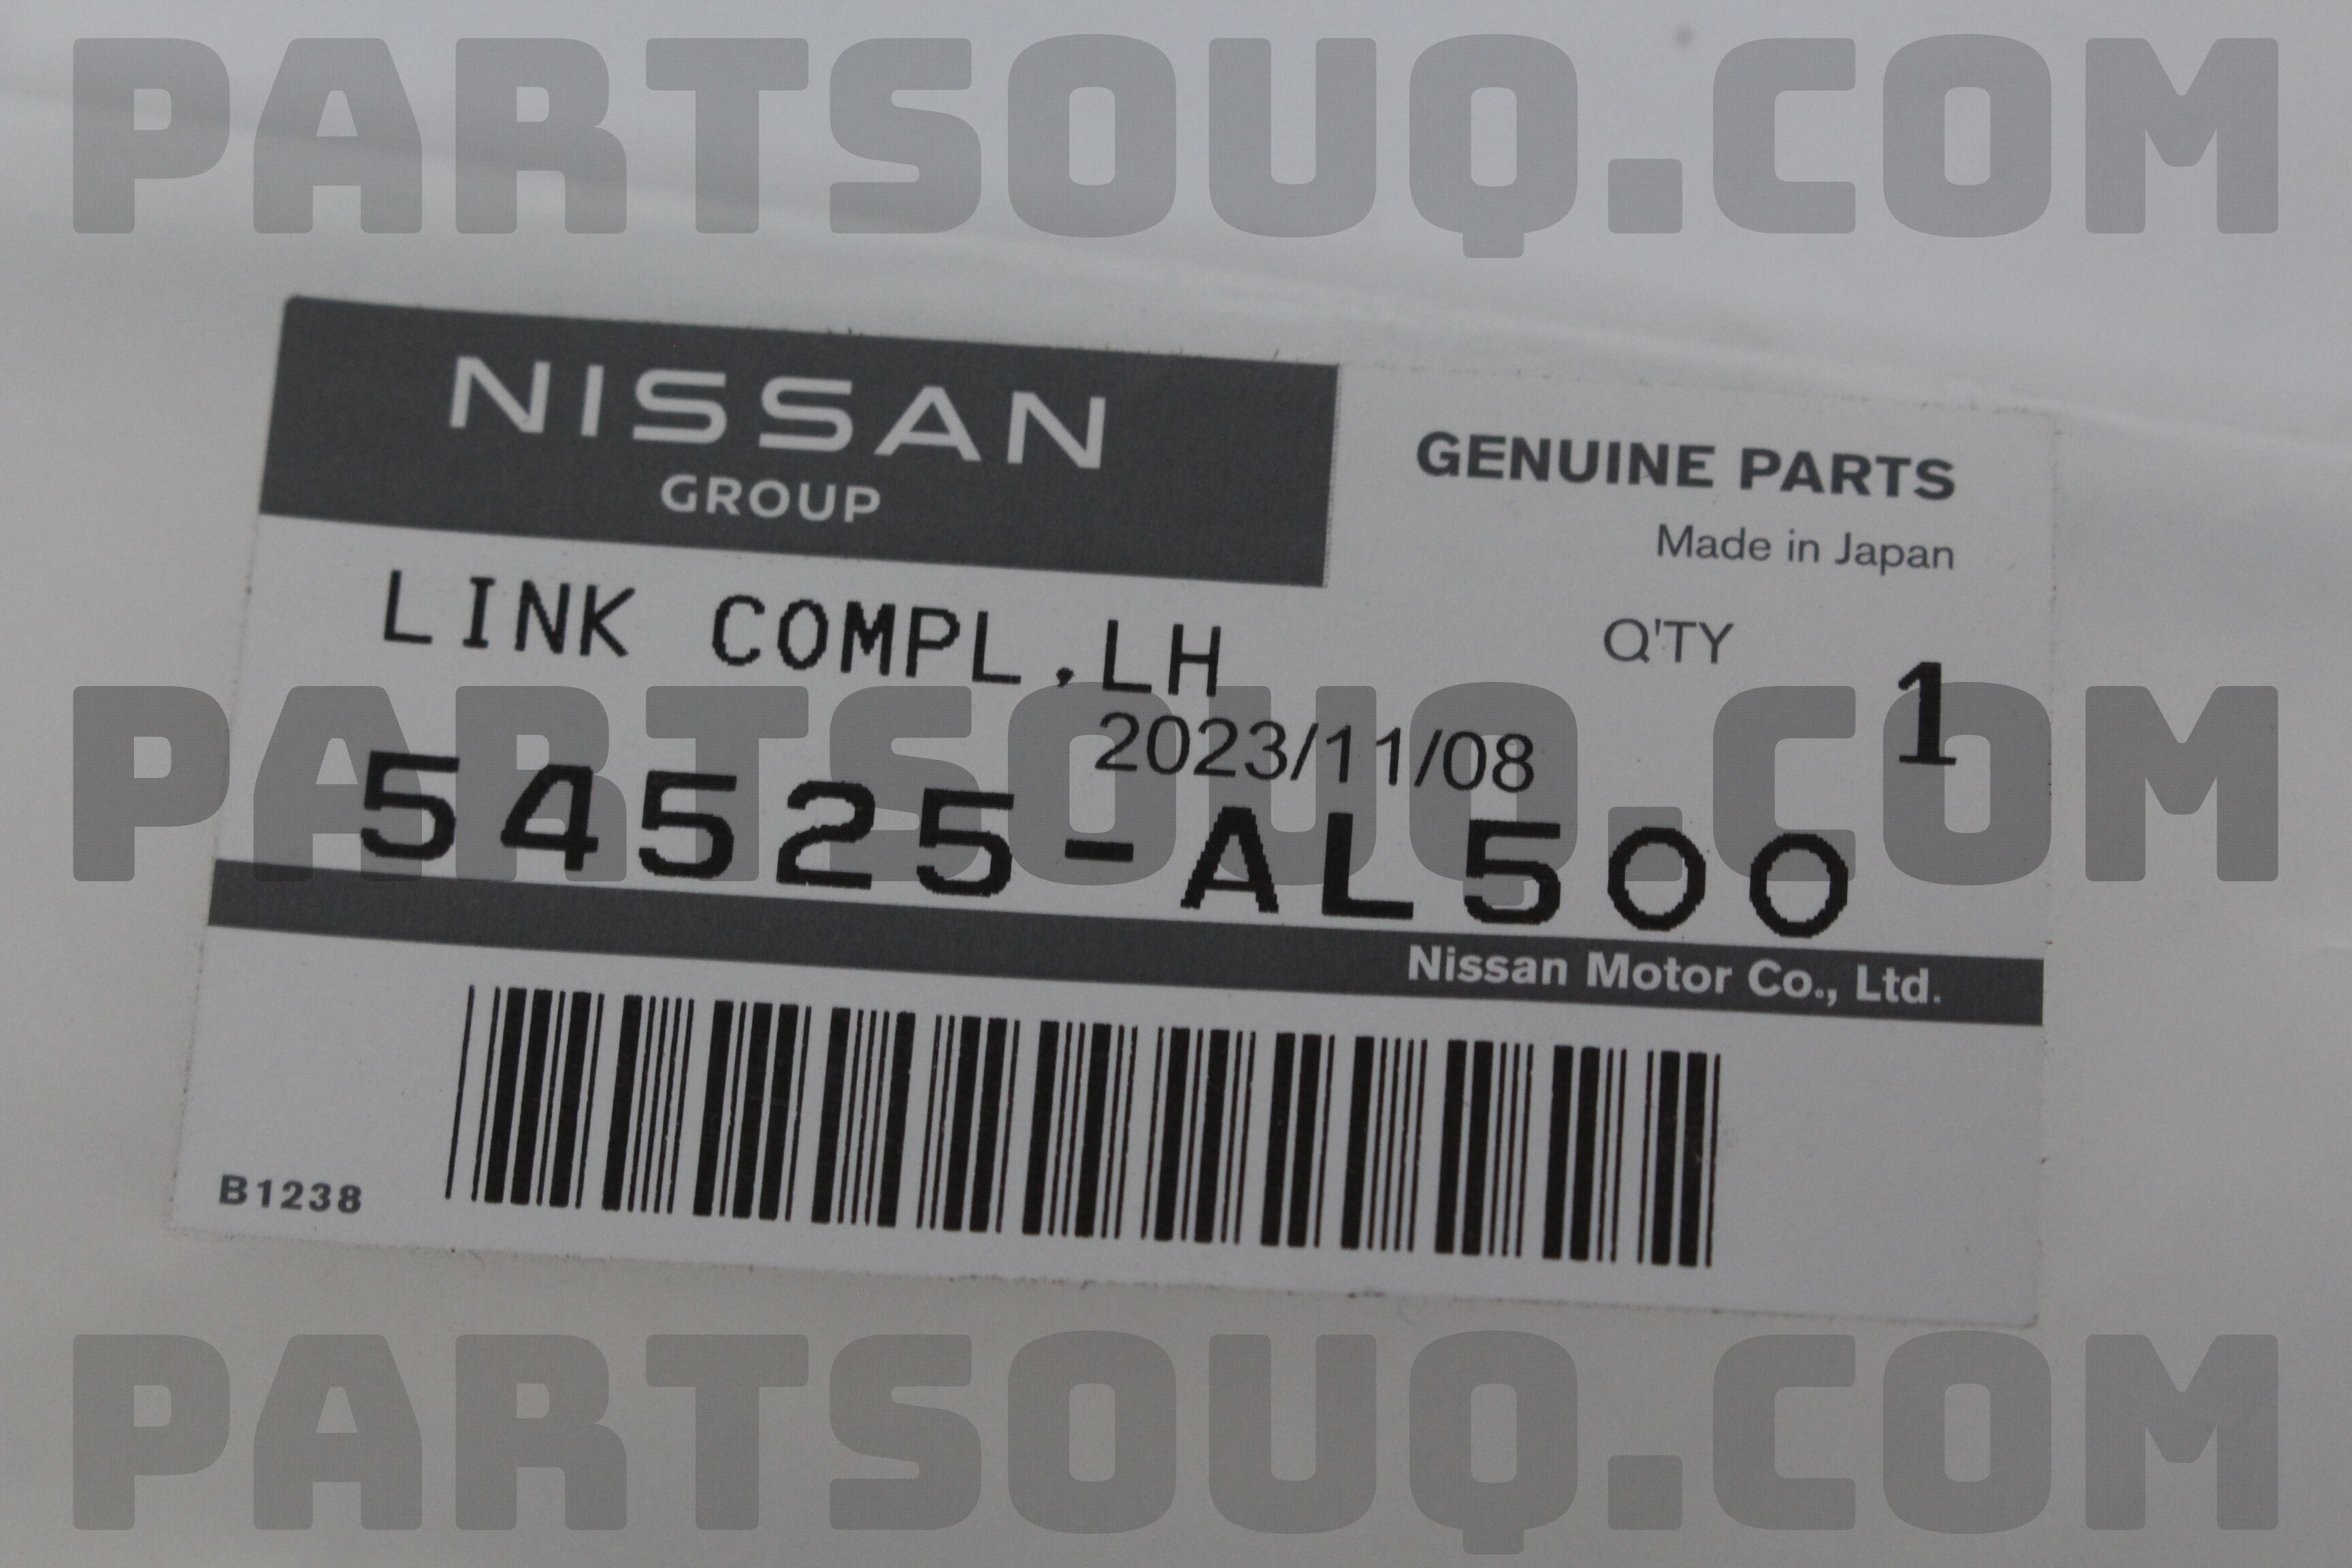 PARTSOUQ.COM
NISSAN
GROUP
GENUINE PARTS
Made in Japan
LINK COMPL,LH
Q'TY
1
PARTSOUQ.COM
2023/11/08
54525-AL500
Nissan Motor Co., Ltd.
B1238
PARTSOUQ.COM